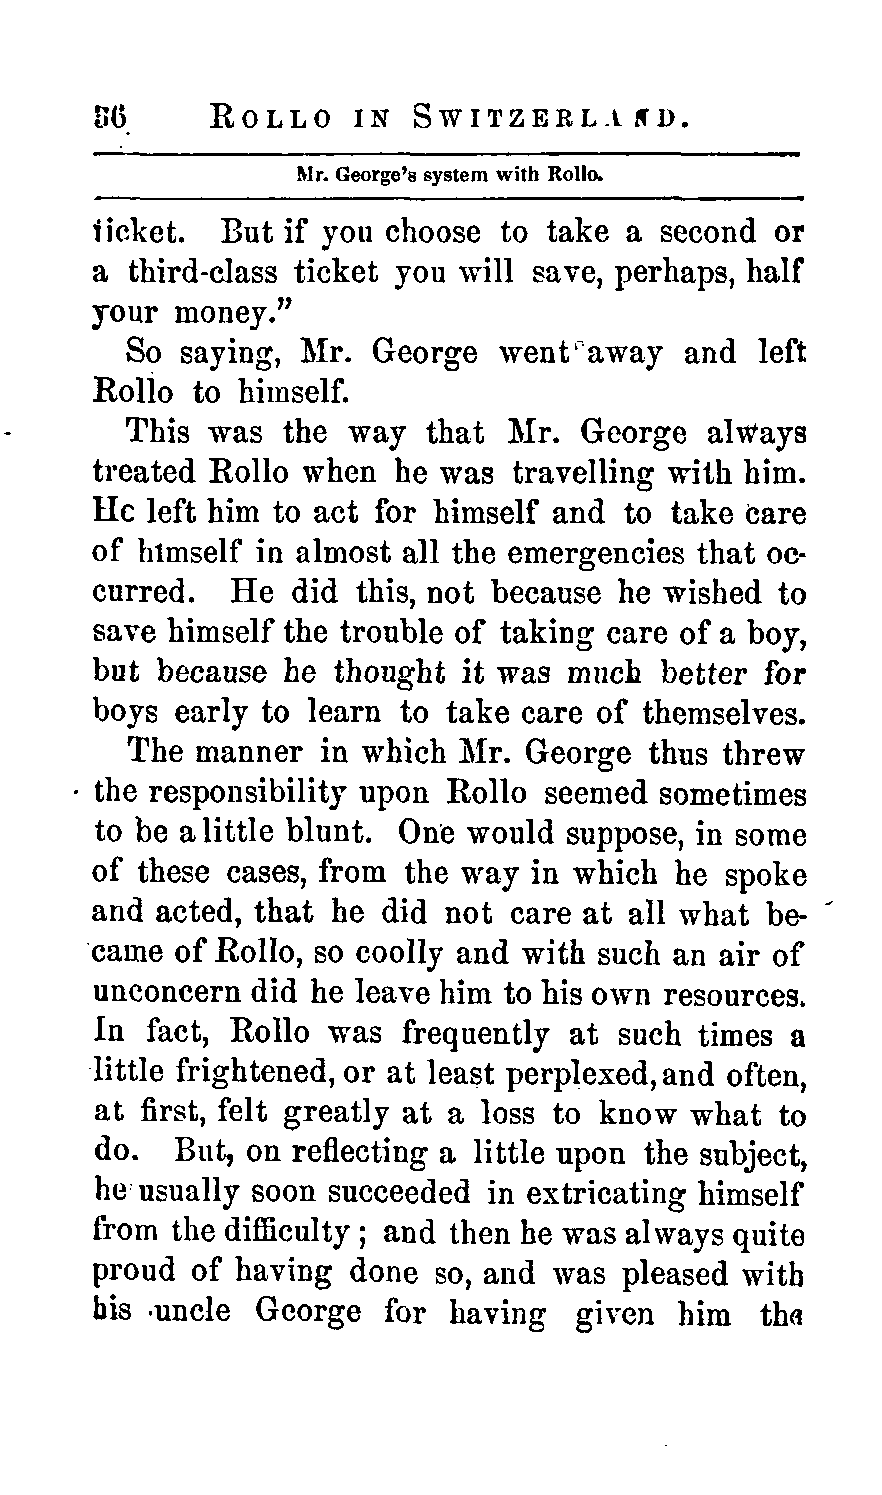 56 ROLLO IN SWITZERLAND.
Mr. George's system with Rollo.
ticket. But if you choose to take a second or
a third-class ticket you will save, perhaps, half
your money."
So saying, Mr. George went away and left
Rollo to himself.
This was the way that Mr. George always
treated Rollo when he was travelling with him.
He left him to act for himself and to take care
of himself in almost all the emergencies that oc-
curred. He did this, not because he wished to
save himself the trouble of taking care of a boy,
but because he thought it was much better for
boys early to learn to take care of themselves.
The manner in which Mr. George thus threw
the responsibility upon Rollo seemed sometimes
to be a little blunt. One would suppose, in some
of these cases, from the way in which he spoke
and acted, that he did not care at all what be-
came of Rollo, so coolly and with such an air of
unconcern did he leave him to his own resources.
In fact, Rollo was frequently at such times a
little frightened, or at least perplexed, and often,
at first, felt greatly at a loss to know what to
do. But, on reflecting a little upon the subject,
he usually soon succeeded in extricating himself
from the difficulty; and then he was always quite
proud of having done so, and was pleased with
his uncle George for having given him the